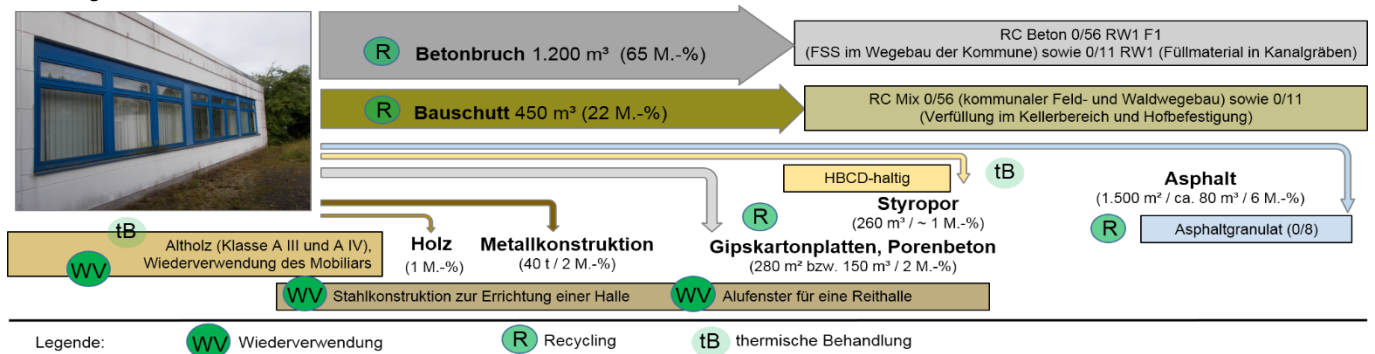 R Betonbruch 1.200 m³ (65 M.-%)
RC Beton 0/56 RW1 F1
(FSS im Wegebau der Kommune) sowie 0/11 RW1 (Füllmaterial in Kanalgräben)
R Bauschutt 450 m³ (22 M.-%)
RC Mix 0/56 (kommunaler Feld- und Waldwegebau) sowie 0/11
(Verfüllung im Kellerbereich und Hofbefestigung)
HBCD-haltig
tB
Styropor
(260 m³ / ~ 1 M.-%)
Asphalt
(1.500 m² / ca. 80 m³ / 6 M.-%)
R Asphaltgranulat (0/8)
tB
Altholz (Klasse A III und A IV),
Wiederverwendung des Mobiliars
WV
Holz
(1 M.-%)
Metallkonstruktion
(40 t / 2 M.-%)
R
Gipskartonplatten, Porenbeton
(280 m² bzw. 150 m³ / 2 M.-%)
WV Stahlkonstruktion zur Errichtung einer Halle
WV Alufenster für eine Reithalle
Legende: WV Wiederverwendung R Recycling tB thermische Behandlung